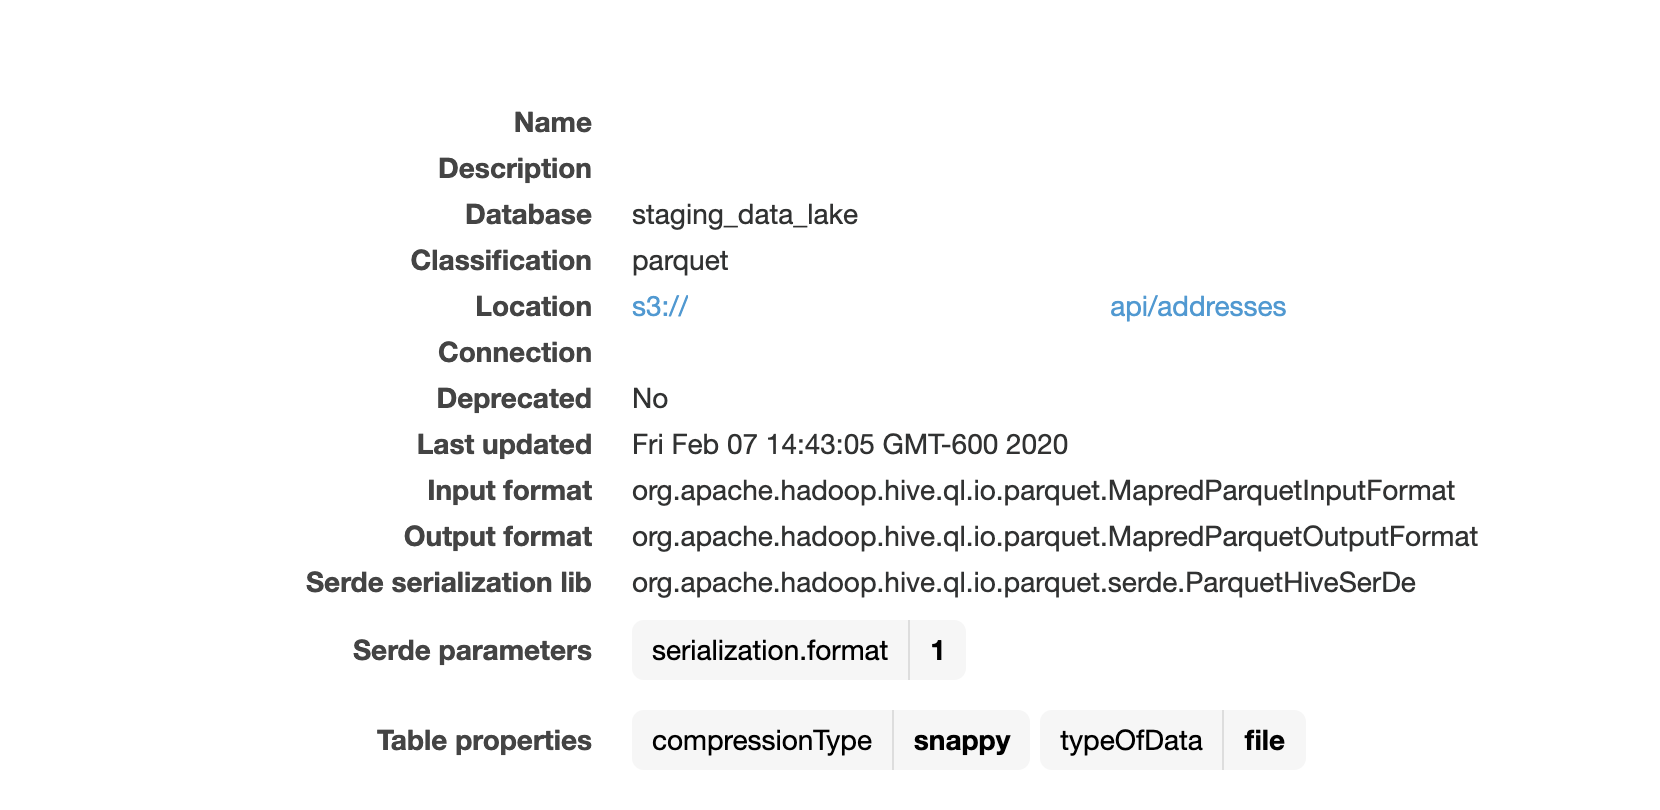 Name
Description
Database staging_data_lake
Classification parquet
Location s3:// api/addresses
Connection
Deprecated No
Last updated Fri Feb 07 14:43:05 GMT-600 2020
Input format org.apache.hadoop.hive.ql.io.parquet.MapredParquetInputFormat
Output format org.apache.hadoop.hive.ql.io.parquet.MapredParquetOutputFormat
Serde serialization lib org.apache.hadoop.hive.ql.io.parquet.serde.ParquetHiveSerDe
Serde parameters serialization.format 1
Table properties compressionType snappy typeOfData file